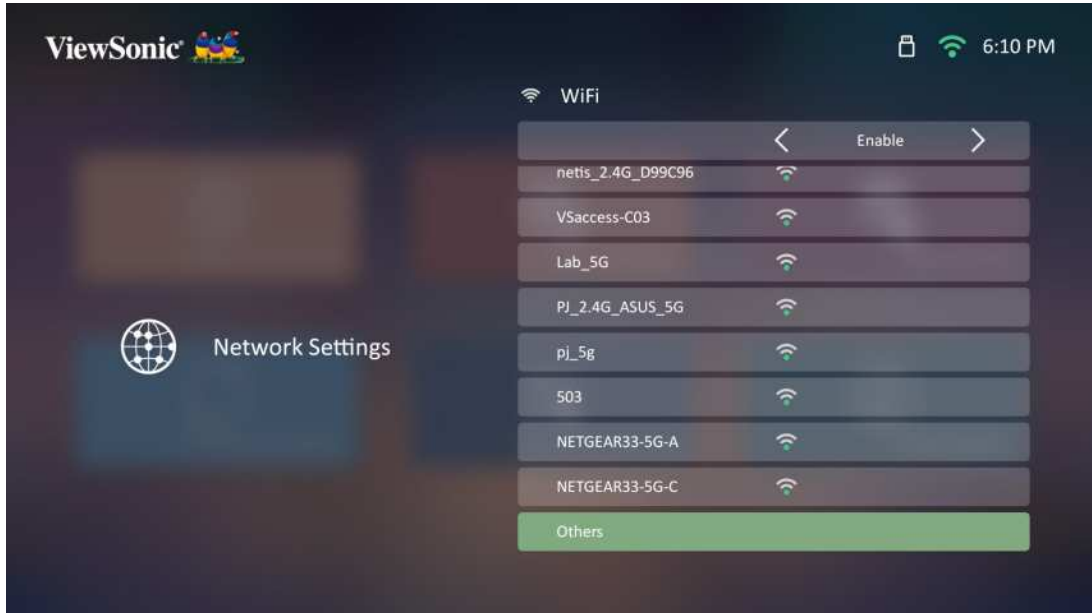 ViewSonic
6:10 PM
WiFi
Enable
netis_2.4G_D99C96
VSaccess-C03
Lab_5G
PJ_2.4G_ASUS_5G
Network Settings
pj_5g
503
NETGEAR33-5G-A
NETGEAR33-5G-C
Others